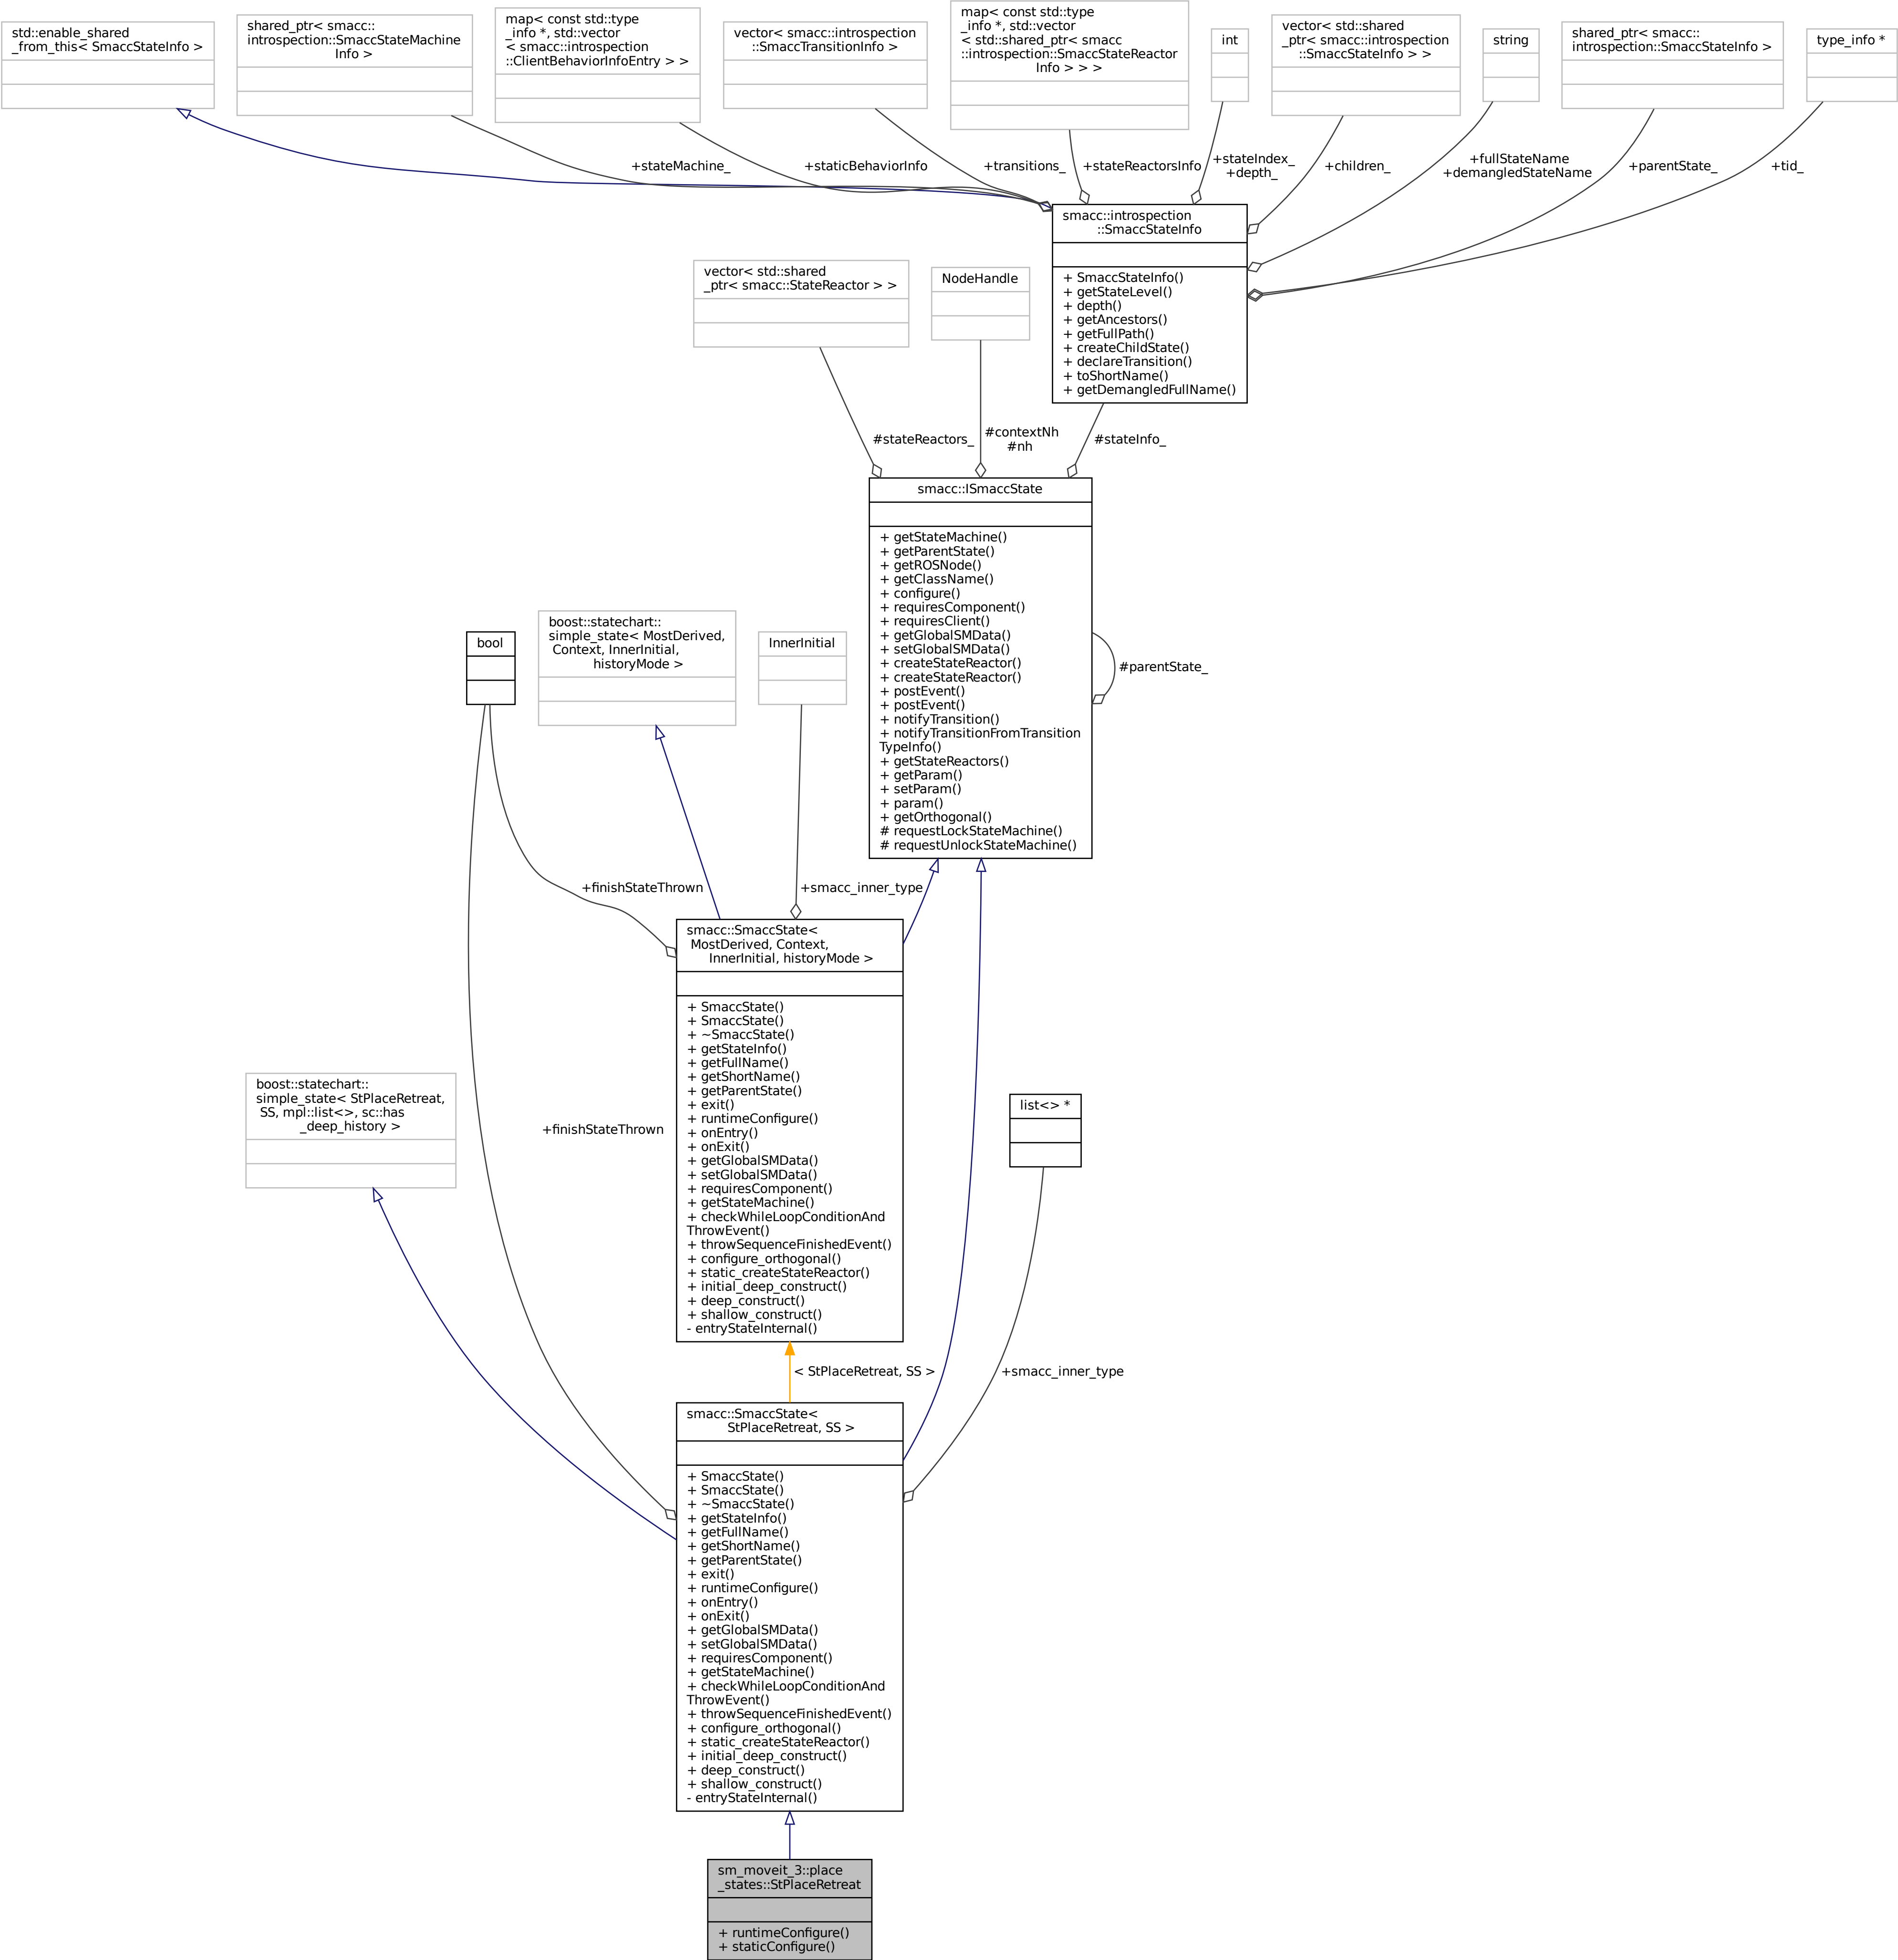 std::enable_shared
_from_this< SmaccStateInfo >
shared_ptr< smacc::
introspection::SmaccStateMachine
Info >
map< const std::type
_info *, std::vector
< smacc::introspection
::ClientBehaviorInfoEntry > >
vector< smacc::introspection
::SmaccTransitionInfo >
map< const std::type
_info *, std::vector
< std::shared_ptr< smacc
::introspection::SmaccStateReactor
Info > > >
int
vector< std::shared
_ptr< smacc::introspection
::SmaccStateInfo > >
string
shared_ptr< smacc::
introspection::SmaccStateInfo >
type_info *
+stateMachine_
+staticBehaviorInfo
+transitions_
+stateReactorsInfo
+stateIndex_
+depth_
+children_
+fullStateName
+demangledStateName
+parentState_
+tid_
smacc::introspection
::SmaccStateInfo
+ SmaccStateInfo()
+ getStateLevel()
+ depth()
+ getAncestors()
+ getFullPath()
+ createChildState()
+ declareTransition()
+ toShortName()
+ getDemangledFullName()
vector< std::shared
_ptr< smacc::StateReactor > >
NodeHandle
#stateReactors_
#contextNh
#nh
#stateInfo_
smacc::ISmaccState
+ getStateMachine()
+ getParentState()
+ getROSNode()
+ getClassName()
+ configure()
+ requiresComponent()
+ requiresClient()
+ getGlobalSMData()
+ setGlobalSMData()
+ createStateReactor()
+ createStateReactor()
+ postEvent()
+ postEvent()
+ notifyTransition()
+ notifyTransitionFromTransition
TypeInfo()
+ getStateReactors()
+ getParam()
+ setParam()
+ param()
+ getOrthogonal()
# requestLockStateMachine()
# requestUnlockStateMachine()
#parentState_
bool
boost::statechart::
simple_state< MostDerived,
Context, InnerInitial,
historyMode >
InnerInitial
+finishStateThrown
+smacc_inner_type
smacc::SmaccState<
MostDerived, Context,
InnerInitial, historyMode >
+ SmaccState()
+ SmaccState()
+ ~SmaccState()
+ getStateInfo()
+ getFullName()
+ getShortName()
+ getParentState()
+ exit()
+ runtimeConfigure()
+ onEntry()
+ onExit()
+ getGlobalSMData()
+ setGlobalSMData()
+ requiresComponent()
+ getStateMachine()
+ checkWhileLoopConditionAnd
ThrowEvent()
+ throwSequenceFinishedEvent()
+ configure_orthogonal()
+ static_createStateReactor()
+ initial_deep_construct()
+ deep_construct()
+ shallow_construct()
- entryStateInternal()
boost::statechart::
simple_state< StPlaceRetreat,
SS, mpl::list<>, sc::has
_deep_history >
+finishStateThrown
list<> *
< StPlaceRetreat, SS >
+smacc_inner_type
smacc::SmaccState<
StPlaceRetreat, SS >
+ SmaccState()
+ SmaccState()
+ ~SmaccState()
+ getStateInfo()
+ getFullName()
+ getShortName()
+ getParentState()
+ exit()
+ runtimeConfigure()
+ onEntry()
+ onExit()
+ getGlobalSMData()
+ setGlobalSMData()
+ requiresComponent()
+ getStateMachine()
+ checkWhileLoopConditionAnd
ThrowEvent()
+ throwSequenceFinishedEvent()
+ configure_orthogonal()
+ static_createStateReactor()
+ initial_deep_construct()
+ deep_construct()
+ shallow_construct()
- entryStateInternal()
sm_moveit_3::place
_states::StPlaceRetreat
+ runtimeConfigure()
+ staticConfigure()